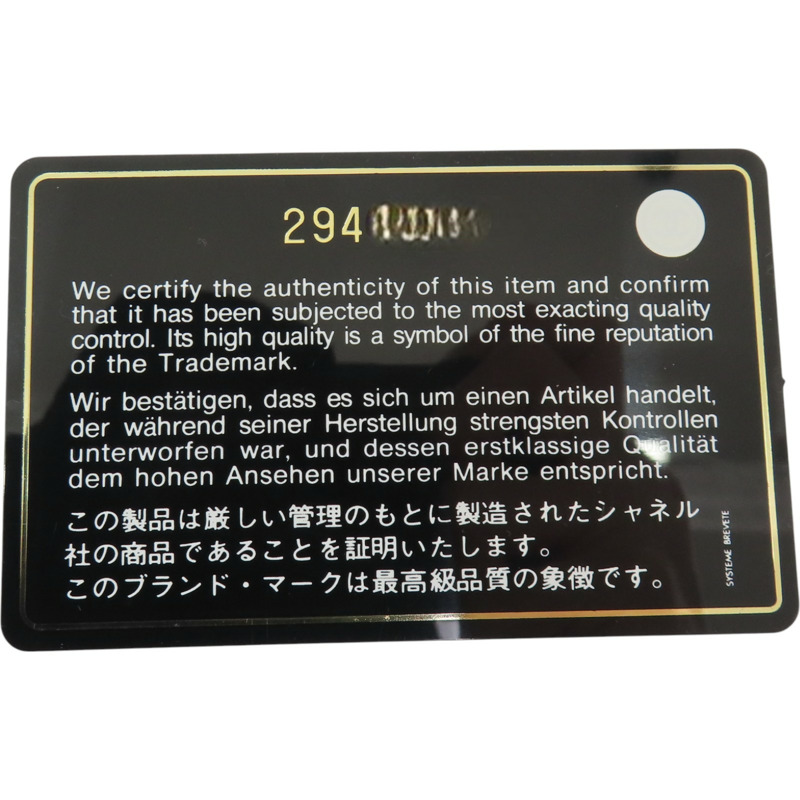 294
We certify the authenticity of this item and confirm
that it has been subjected to the most exacting quality
control. Its high quality is a symbol of the fine reputation
of the Trademark.
Wir bestätigen, dass es sich um einen Artikel handelt,
der während seiner Herstellung strengsten Kontrollen
unterworfen war, und dessen erstklassige Qualität
dem hohen Ansehen unserer Marke entspricht.
この製品は厳しい管理のもとに製造されたシャネル
社の商品であることを証明いたします。
このブランド・マークは最高級品質の象徴です。
SYSTEME BREVETE